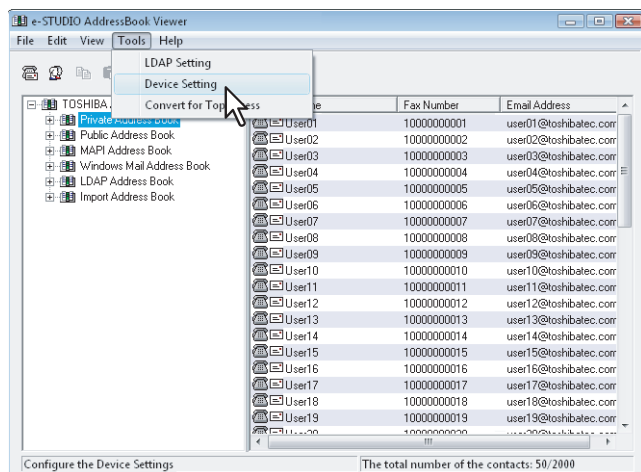 e-STUDIO AddressBook Viewer
File Edit View Tools Help
LDAP Setting
Device Setting
Convert for Top ess
TOSHIBA
Private Address Book
Public Address Book
MAPI Address Book
Windows Mail Address Book
LDAP Address Book
Import Address Book
Fax Number Email Address
User01 10000000001 user01@toshibatec.com
User02 10000000002 user02@toshibatec.com
User03 10000000003 user03@toshibatec.com
User04 10000000004 user04@toshibatec.com
User05 10000000005 user05@toshibatec.com
User06 10000000006 user06@toshibatec.com
User07 10000000007 user07@toshibatec.com
User08 10000000008 user08@toshibatec.com
User09 10000000009 user09@toshibatec.com
User10 10000000010 user10@toshibatec.com
User11 10000000011 user11@toshibatec.com
User12 10000000012 user12@toshibatec.com
User13 10000000013 user13@toshibatec.com
User14 10000000014 user14@toshibatec.com
User15 10000000015 user15@toshibatec.com
User16 10000000016 user16@toshibatec.com
User17 10000000017 user17@toshibatec.com
User18 10000000018 user18@toshibatec.com
User19 10000000019 user19@toshibatec.com
Configure the Device Settings The total number of the contacts: 50/2000